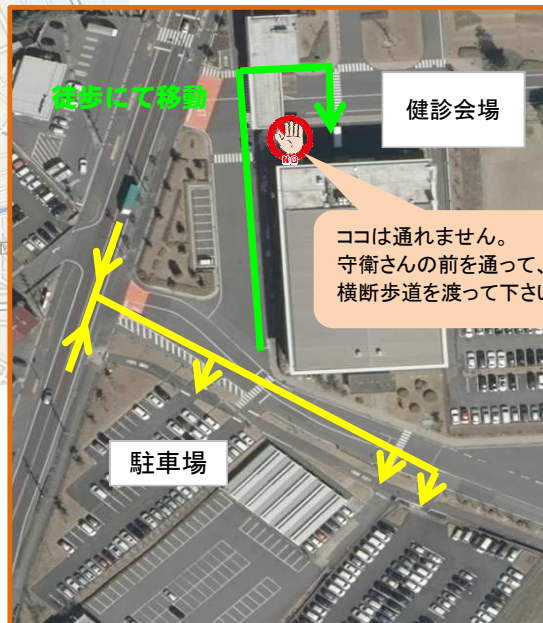 徒歩にて移動
健診会場
NG
ココは通れません。
守衛さんの前を通って、
横断歩道を渡って下さい
駐車場